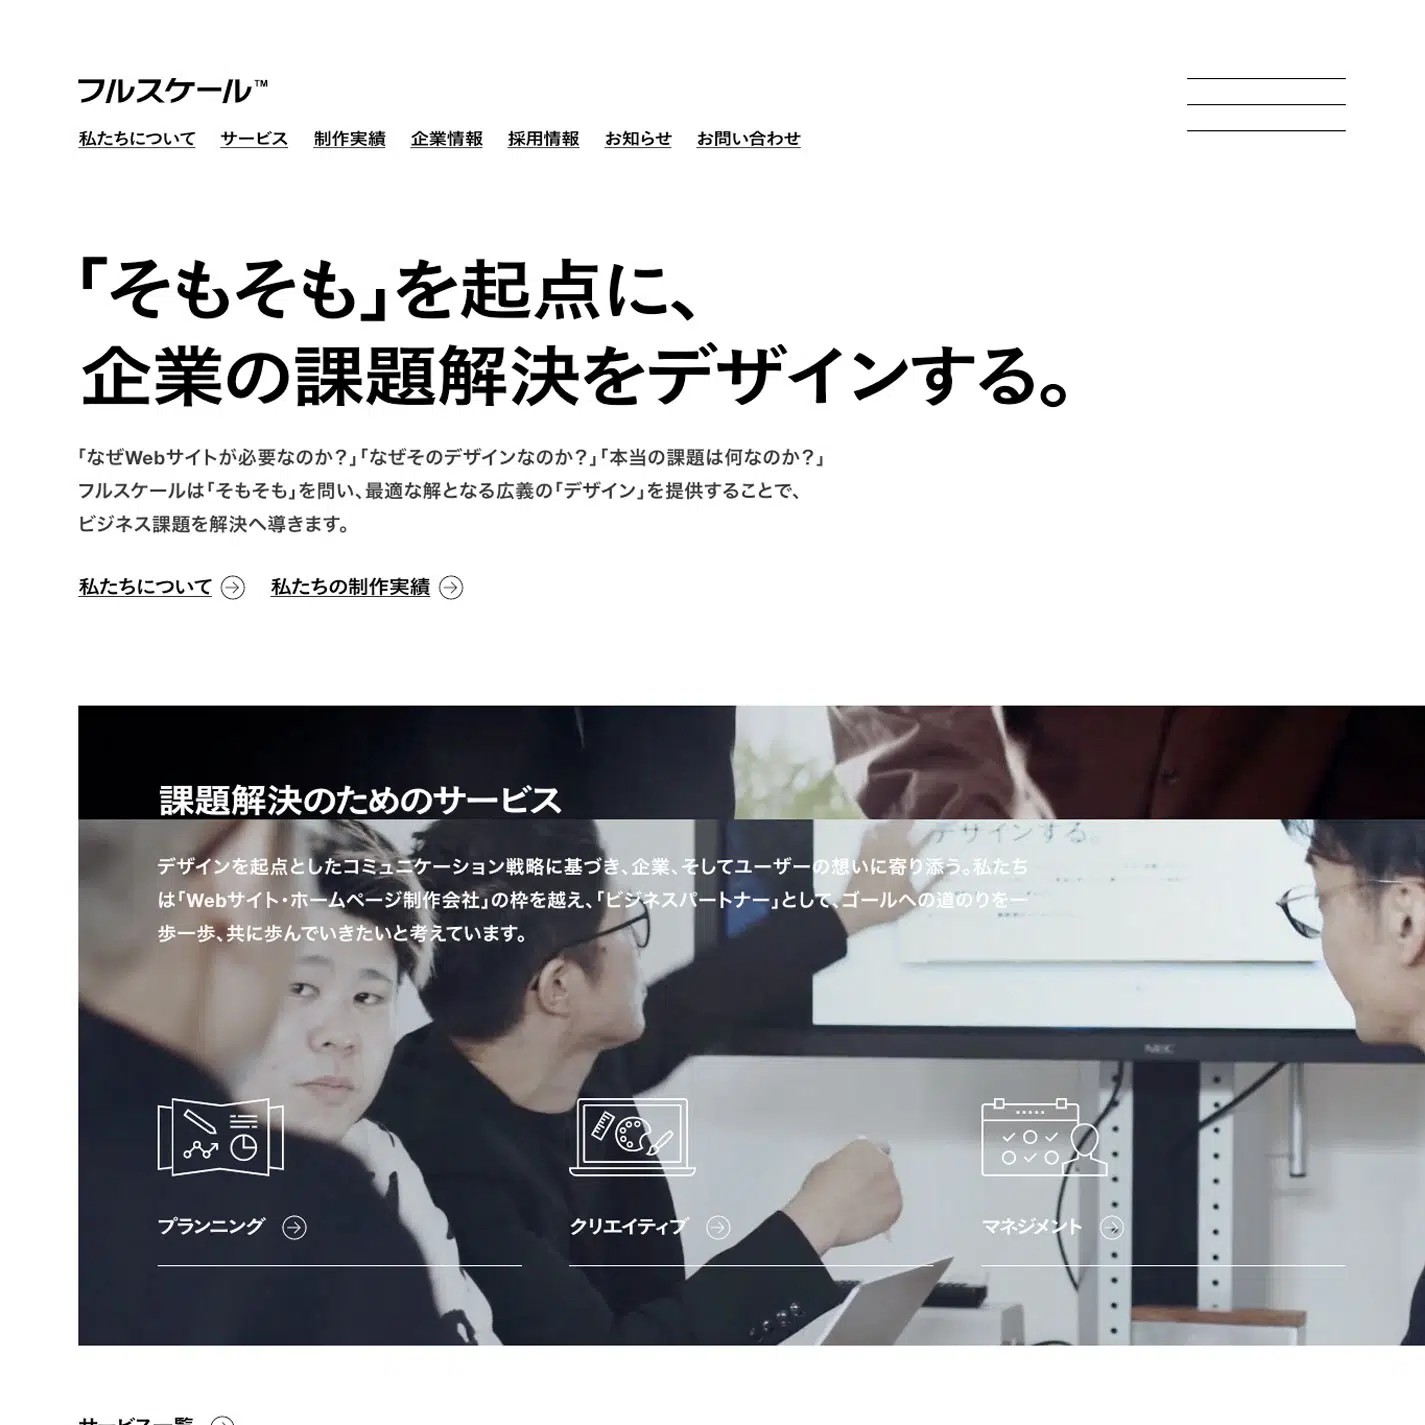 フルスケール™
私たちについて サービス 制作実績 企業情報 採用情報 お知らせ お問い合わせ
「そもそも」を起点に、
企業の課題解決をデザインする。
「なぜWebサイトが必要なのか？」「なぜそのデザインなのか？」「本当の課題は何なのか？」
フルスケールは「そもそも」を問い、最適な解となる広義の「デザイン」を提供することで、
ビジネス課題を解決へ導きます。
私たちについて 私たちの制作実績
課題解決のためのサービス
デザインする。
デザインを起点としたコミュニケーション戦略に基づき、企業、そしてユーザーの想いに寄り添う。私たち
は「Webサイト・ホームページ制作会社」の枠を越え、「ビジネスパートナー」として、ゴールへの道のりを一
歩一歩、共に歩んでいきたいと考えています。
NEC
プランニング クリエイティブ マネジメント
サービス一覧